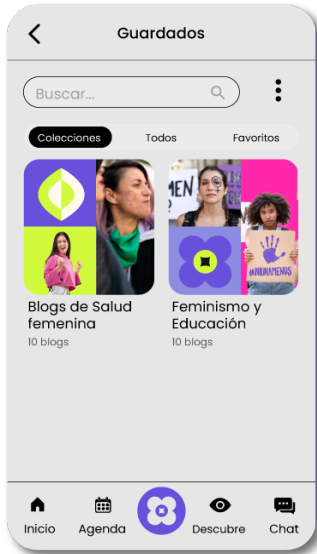 Guardados
Buscar...
Colecciones
Todos
Favoritos
Blogs de Salud
femenina
10 blogs
Feminismo y
Educación
10 blogs
Inicio
Agenda
Descubre
Chat